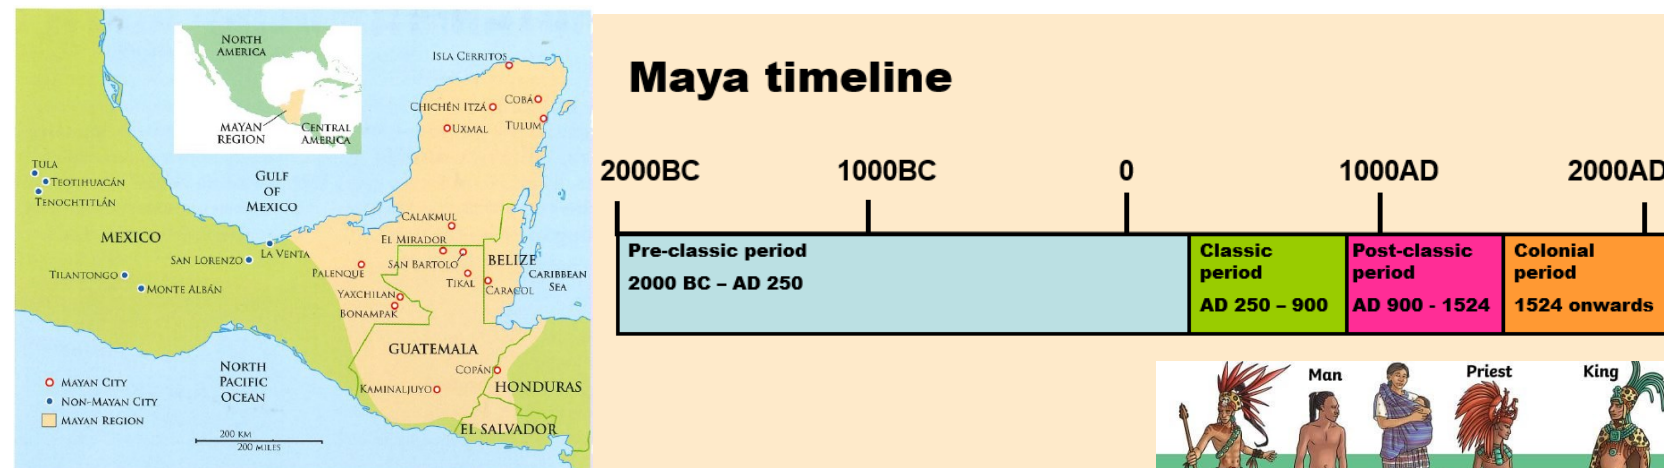 NORTH
AMERICA
MAYAN
REGION
CENTRAL
AMERICA
ISLA CERRITOS
CHICHÉN ITZÁ
COBÁ
UXMAL
TULUM
TULA
TEOTIHUACÁN
TENOCHTITLÁN
GULF
OF
MEXICO
MEXICO
CALAKMUL
EL MIRADOR
LA VENTA
SAN LORENZO
SAN BARTOLO
BELIZE
PALENQUE
TIKAL
CARIBBEAN
SEA
CARACOL
TILANTONGO
MONTE ALBÁN
YAXCHILAN
BONAMPAK
GUATEMALA
COPÁN
KAMINALJUYO
HONDURAS
EL SALVADOR
NORTH
PACIFIC
OCEAN
MAYAN CITY
NON-MAYAN CITY
MAYAN REGION
200 KM
200 MILES
Maya timeline
2000BC
1000BC
0
1000AD
2000AD
Pre-classic period
2000 BC – AD 250
Classic
period
AD 250 – 900
Post-classic
period
AD 900 - 1524
Colonial
period
1524 onwards
Man
Priest
King